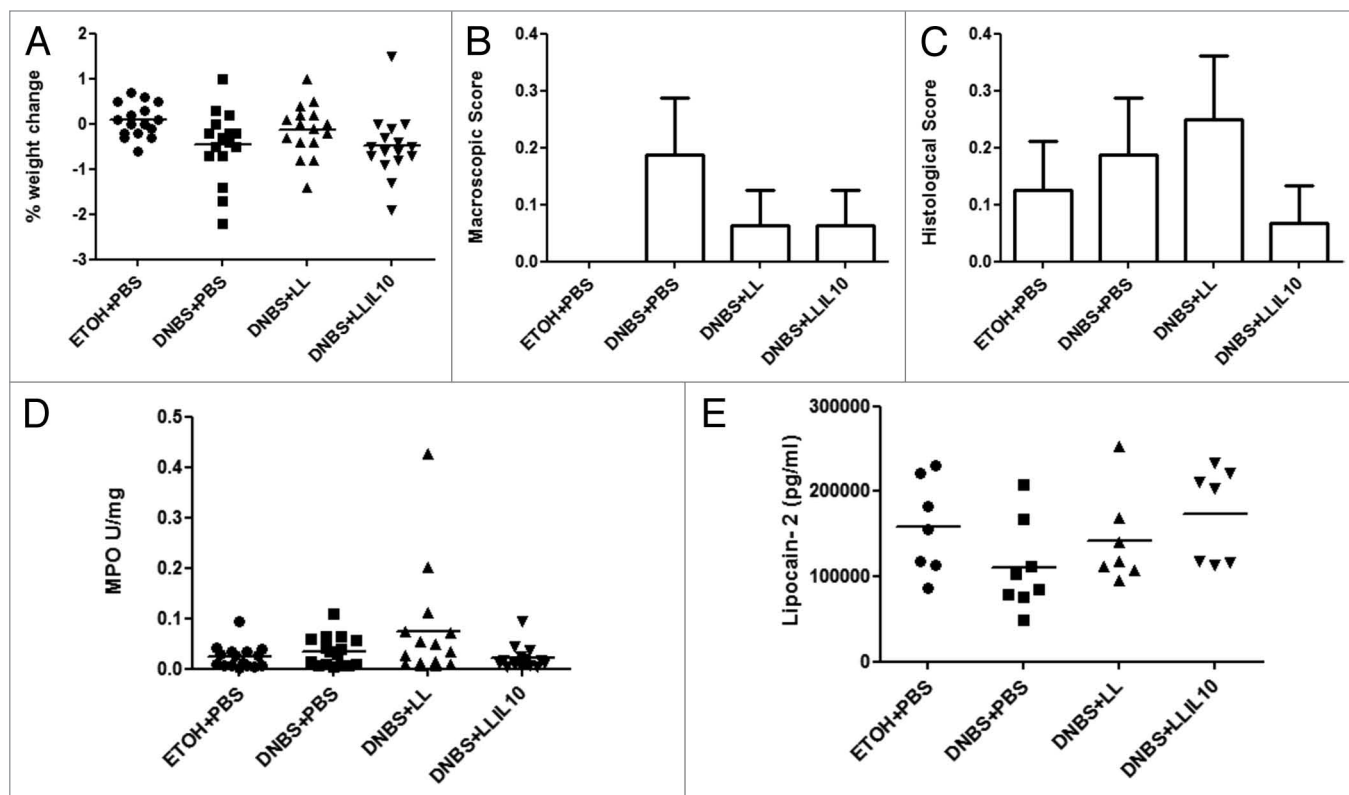 A
% weight change
2
1
0
-1
-2
-3
ETOH+PBS
DNBS+PBS
DNBS+LL
DNBS+LLIL10
B
Macroscopic Score
0.4
0.3
0.2
0.1
0.0
ETOH+PBS
DNBS+PBS
DNBS+LL
DNBS+LLIL10
C
Histological Score
0.4
0.3
0.2
0.1
0.0
ETOH+PBS
DNBS+PBS
DNBS+LL
DNBS+LLIL10
D
MPO U/mg
0.5
0.4
0.3
0.2
0.1
0.0
ETOH+PBS
DNBS+PBS
DNBS+LL
DNBS+LLIL10
E
Lipocain- 2 (pg/ml)
300000
200000
100000
0
ETOH+PBS
DNBS+PBS
DNBS+LL
DNBS+LLIL10